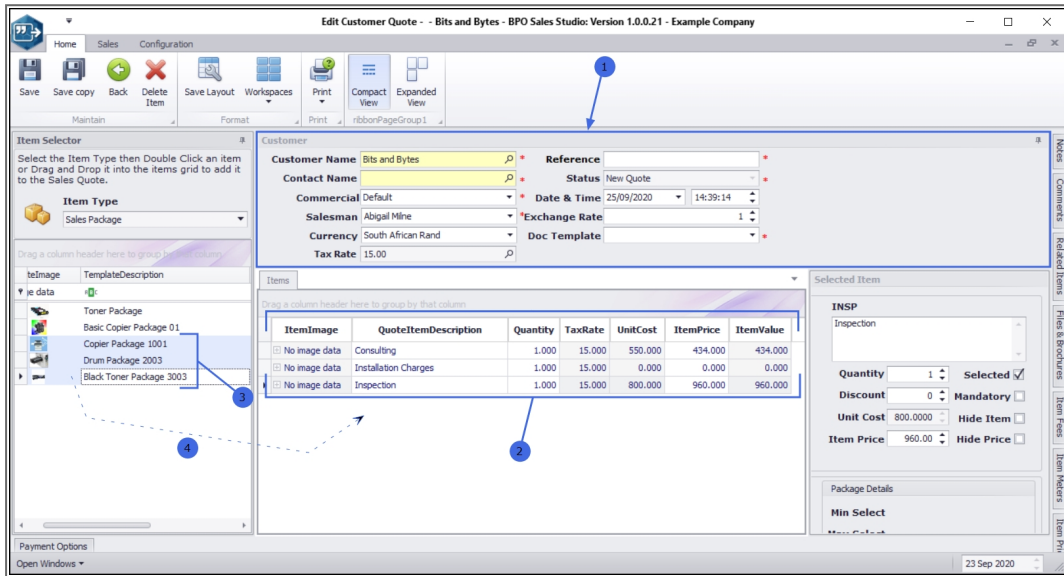 Edit Customer Quote - - Bits and Bytes - BPO Sales Studio: Version 1.0.0.21 - Example Company
Home Sales Configuration
Save Save copy Back Delete Item Save Layout Workspaces Print Compact View Expanded View
Maintain Format Print ribbonPageGroup1
1
Item Selector
Select the Item Type then Double Click an item
or Drag and Drop it into the items grid to add it
to the Sales Quote.
Item Type
Sales Package
Drag a column header here to group by that column
teImage TemplateDescription
je data
Toner Package
Basic Copier Package 01
Copier Package 1001
Drum Package 2003
Black Toner Package 3003
3
4
Customer
Customer Name Bits and Bytes * Reference *
Contact Name * Status New Quote *
Commercial Default * Date & Time 25/09/2020 14:39:14
Salesman Abigail Milne * Exchange Rate 1
Currency South African Rand Doc Template *
Tax Rate 15.00
Items
Drag a column header here to group by that column
ItemImage QuoteItemDescription Quantity TaxRate UnitCost ItemPrice ItemValue
No image data Consulting 1.000 15.000 550.000 434.000 434.000
No image data Installation Charges 1.000 15.000 0.000 0.000 0.000
No image data Inspection 1.000 15.000 800.000 960.000 960.000
2
Selected Item
INSP
Inspection
Quantity 1 Selected
Discount 0 Mandatory
Unit Cost 800.0000 Hide Item
Item Price 960.00 Hide Price
Package Details
Min Select
Notes
Comments
Related Items
Files & Brochures
Item Fees
Item Meters
Item Pri
Payment Options
Open Windows
23 Sep 2020